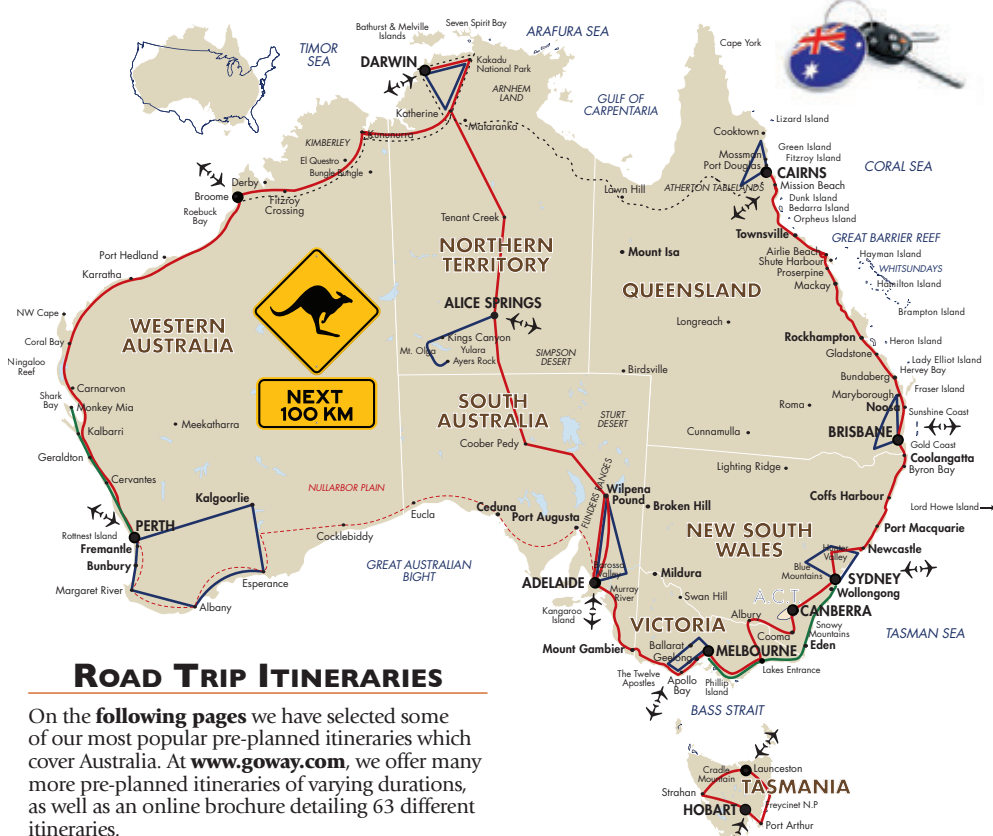 Bathurst & Melville
Islands
Seven Spirit Bay
ARAFURA SEA
TIMOR
SEA
Cape York
DARWIN
Kakadu
National Park
ARNHEM
LAND
GULF OF
CARPENTARIA
Katherine
Mataranka
Kununurra
KIMBERLEY
El Questro
Bungle Bungle
Derby
Broome
Fitzroy
Crossing
Roebuck
Bay
Lizard Island
Cooktown
Green Island
Fitzroy Island
Mossman
Port Douglas
CORAL SEA
CAIRNS
ATHERTON TABLELANDS
Mission Beach
Lawn Hill
Dunk Island
Bedarra Island
Orpheus Island
Tenant Creek
Townsville
GREAT BARRIER REEF
NORTHERN
TERRITORY
Mount Isa
Airlie Beach
Shute Harbour
Proserpine
Hayman Island
WHITSUNDAYS
Hamilton Island
Mackay
Brampton Island
Port Hedland
Karratha
QUEENSLAND
ALICE SPRINGS
NW Cape
WESTERN
AUSTRALIA
Longreach
Coral Bay
Kings Canyon
Mt. Olga
Yulara
Ayers Rock
SIMPSON
DESERT
Rockhampton
Heron Island
Gladstone
Ningaloo
Reef
Birdsville
Lady Elliot Island
Hervey Bay
Bundaberg
NEXT
100 KM
Carnarvon
Shark
Bay
Monkey Mia
Fraser Island
Maryborough
Noosa
Sunshine Coast
SOUTH
AUSTRALIA
STURT
DESERT
Roma
Meekatharra
Kalbarri
Cunnamulla
BRISBANE
Gold Coast
Coober Pedy
Coolangatta
Byron Bay
Geraldton
Lighting Ridge
Cervantes
NULLARBOR PLAIN
FLINDERS RANGES
Wilpena
Pound
Kalgoorlie
Coffs Harbour
Broken Hill
Ceduna
Lord Howe Island
Port Augusta
Eucla
PERTH
Rottnest Island
Fremantle
Cocklebiddy
Port Macquarie
NEW SOUTH
WALES
Bunbury
Hunter
Valley
Newcastle
Blue
Mountains
GREAT AUSTRALIAN
BIGHT
Barossa
Valley
Mildura
ADELAIDE
Murray
River
SYDNEY
Wollongong
Margaret River
Esperance
Albany
Swan Hill
A.C.T
Kangaroo
Island
Albury
CANBERRA
VICTORIA
Snowy
Mountains
TASMAN SEA
Cooma
Eden
Mount Gambier
Ballarat
Geelong
MELBOURNE
Lakes Entrance
The Twelve
Apostles
Apollo
Bay
Phillip
Island
BASS STRAIT
Cradle
Mountain
Launceston
TASMANIA
Strahan
Freycinet N.P
HOBART
Port Arthur
ROAD TRIP ITINERARIES
On the following pages we have selected some
of our most popular pre-planned itineraries which
cover Australia. At www.goway.com, we offer many
more pre-planned itineraries of varying durations,
as well as an online brochure detailing 63 different
itineraries.